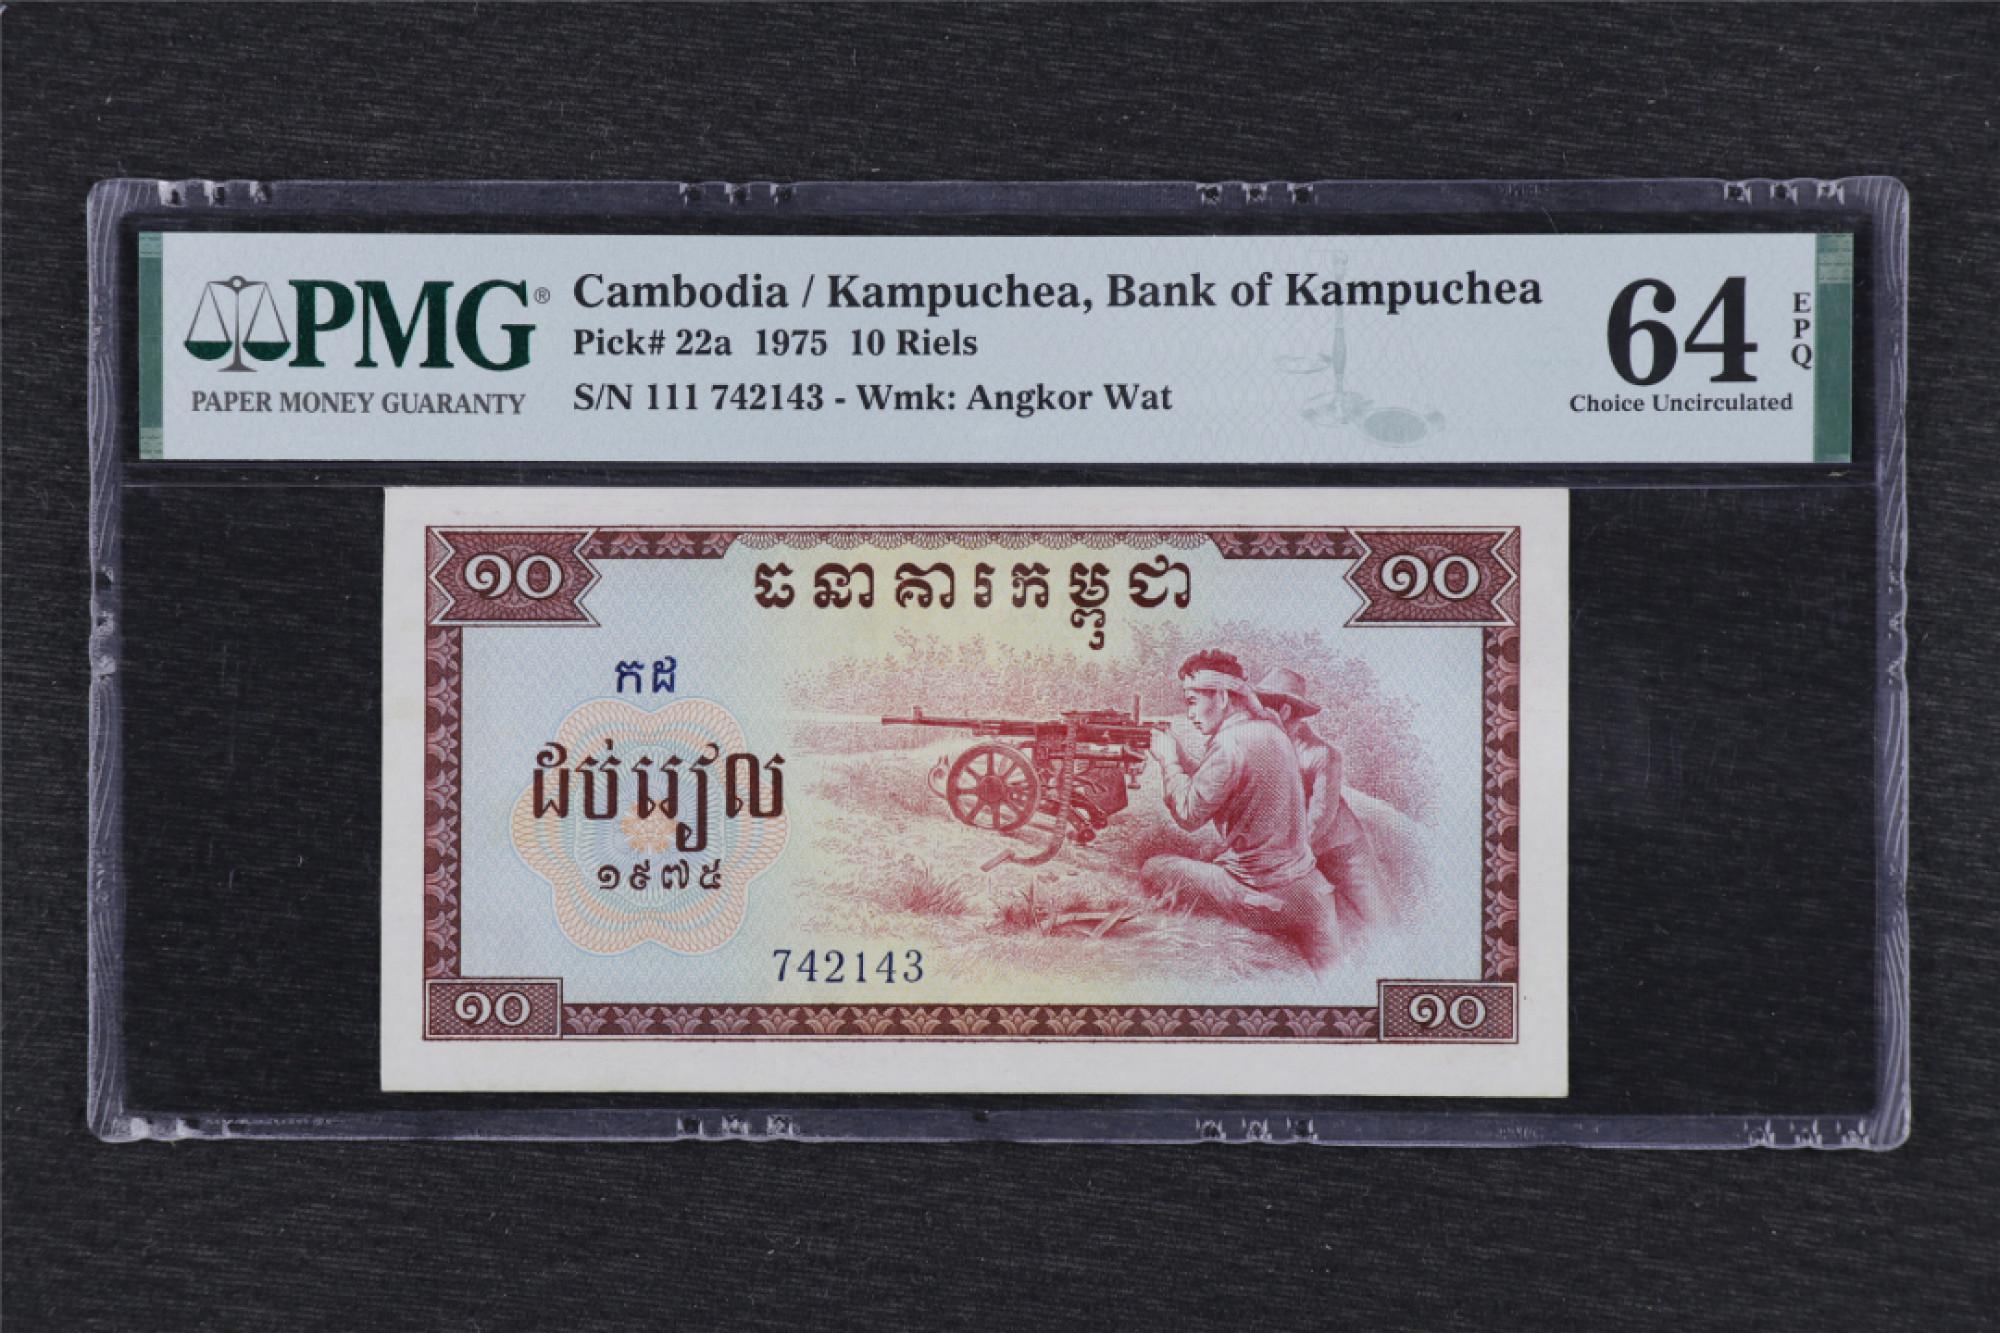 PMG®
PAPER MONEY GUARANTY
Cambodia / Kampuchea, Bank of Kampuchea
Pick# 22a 1975 10 Riels
S/N 111 742143 - Wmk: Angkor Wat
64
EPQ
Choice Uncirculated
១០
ធនាគារកម្ពុជា
១០
កដ
ដប់រៀល
១៩៧៥
742143
១០
១០